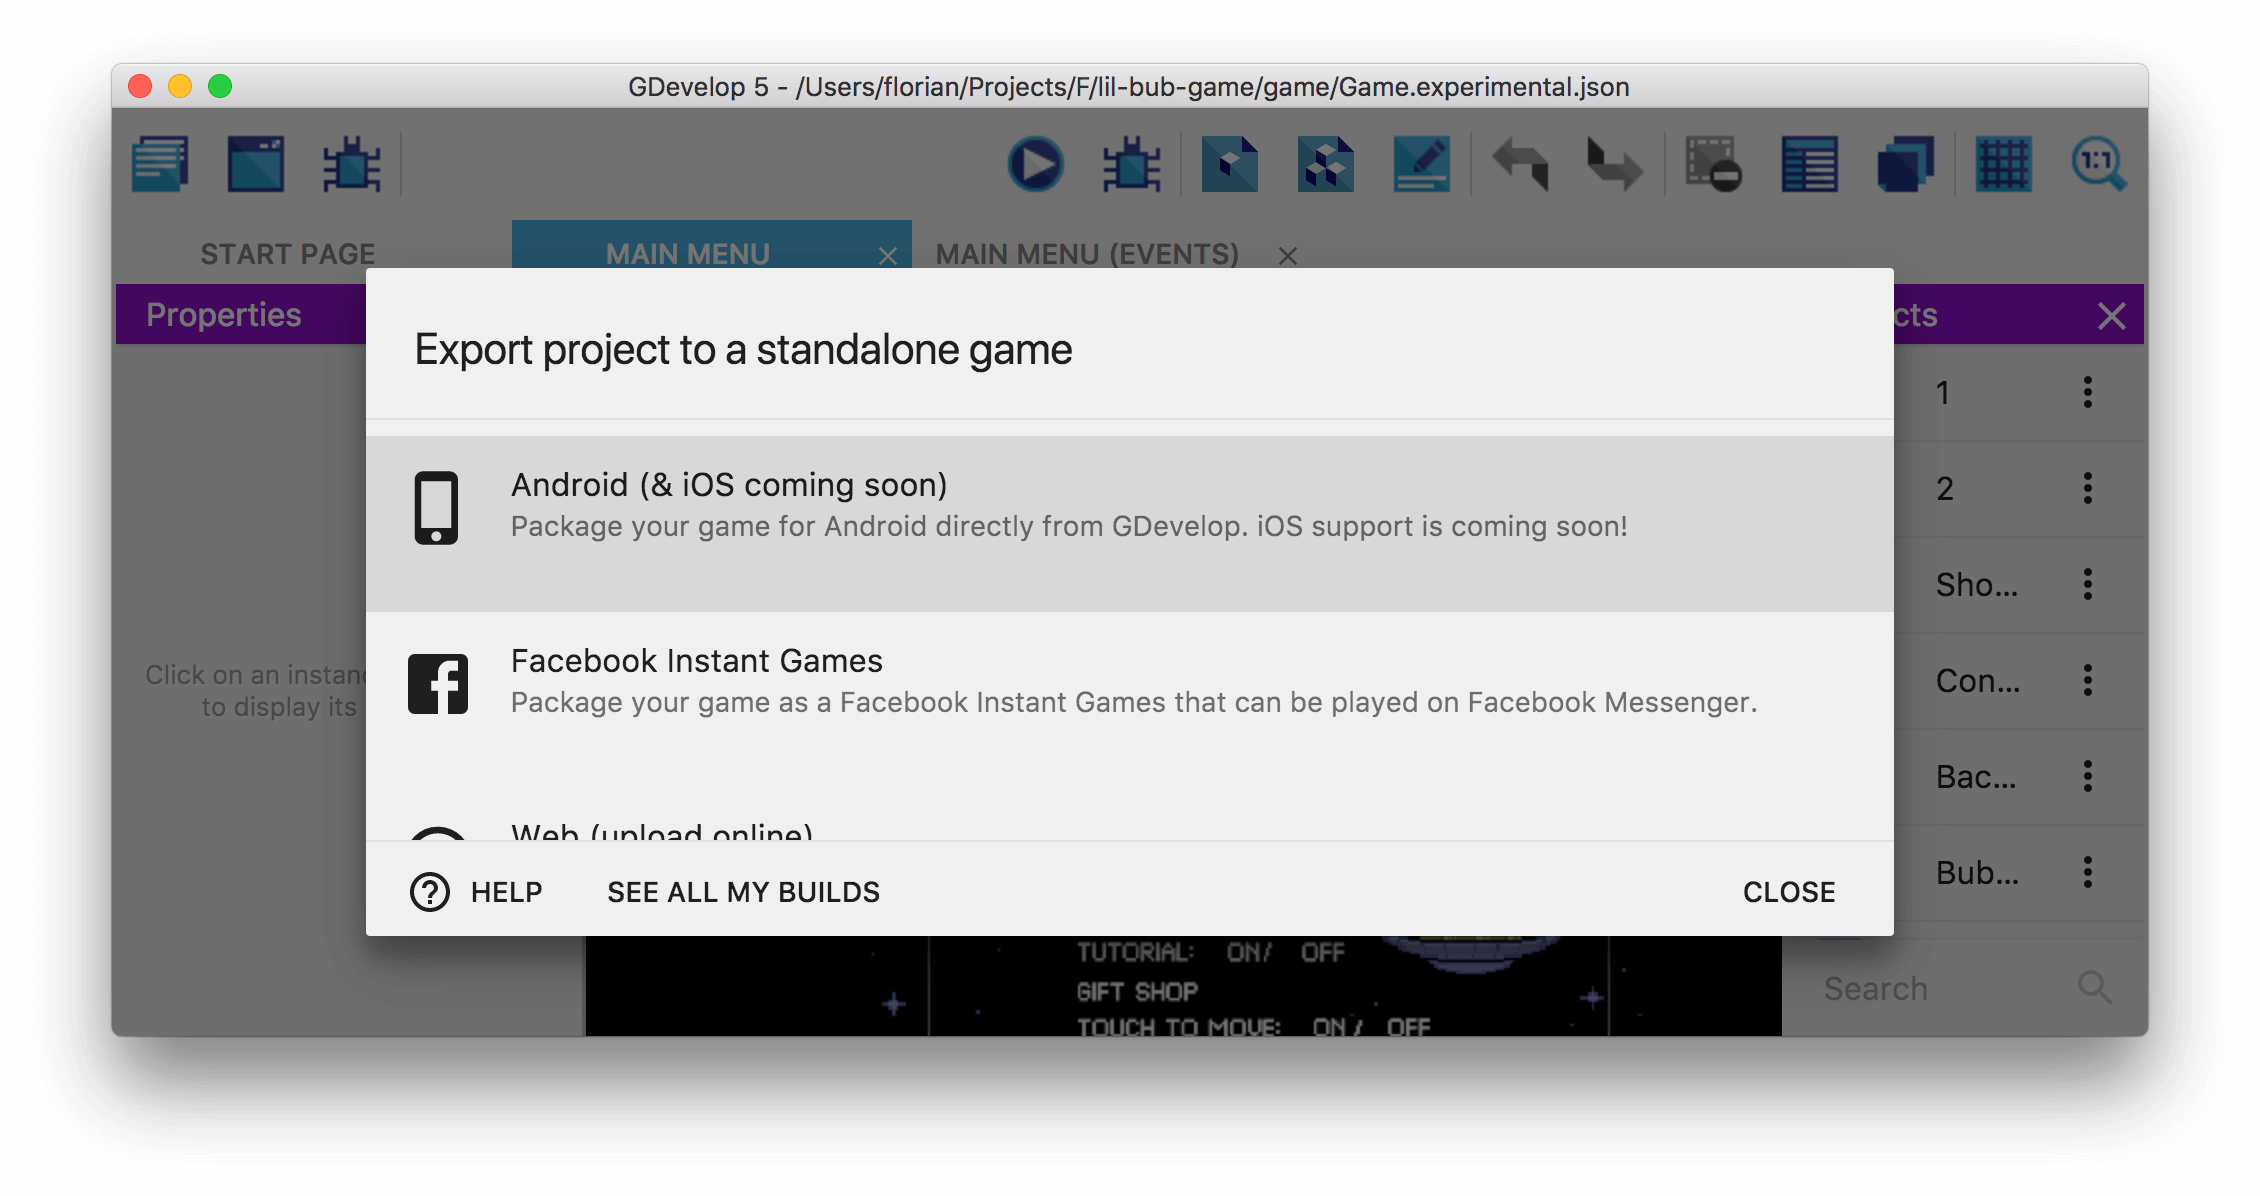 GDevelop 5 - /Users/florian/Projects/F/lil-bub-game/game/Game.experimental.json
1:1
START PAGE
MAIN MENU
MAIN MENU (EVENTS)
Properties
cts
Export project to a standalone game
1
2
Sho...
Con...
Bac...
Bub...
Android (& iOS coming soon)
Package your game for Android directly from GDevelop. iOS support is coming soon!
Facebook Instant Games
Package your game as a Facebook Instant Games that can be played on Facebook Messenger.
Click on an instanc
to display its
Web (upload online)
HELP
SEE ALL MY BUILDS
CLOSE
TUTORIAL: ON/ OFF
GIFT SHOP
TOUCH TO MOVE: ON/ OFF
Search